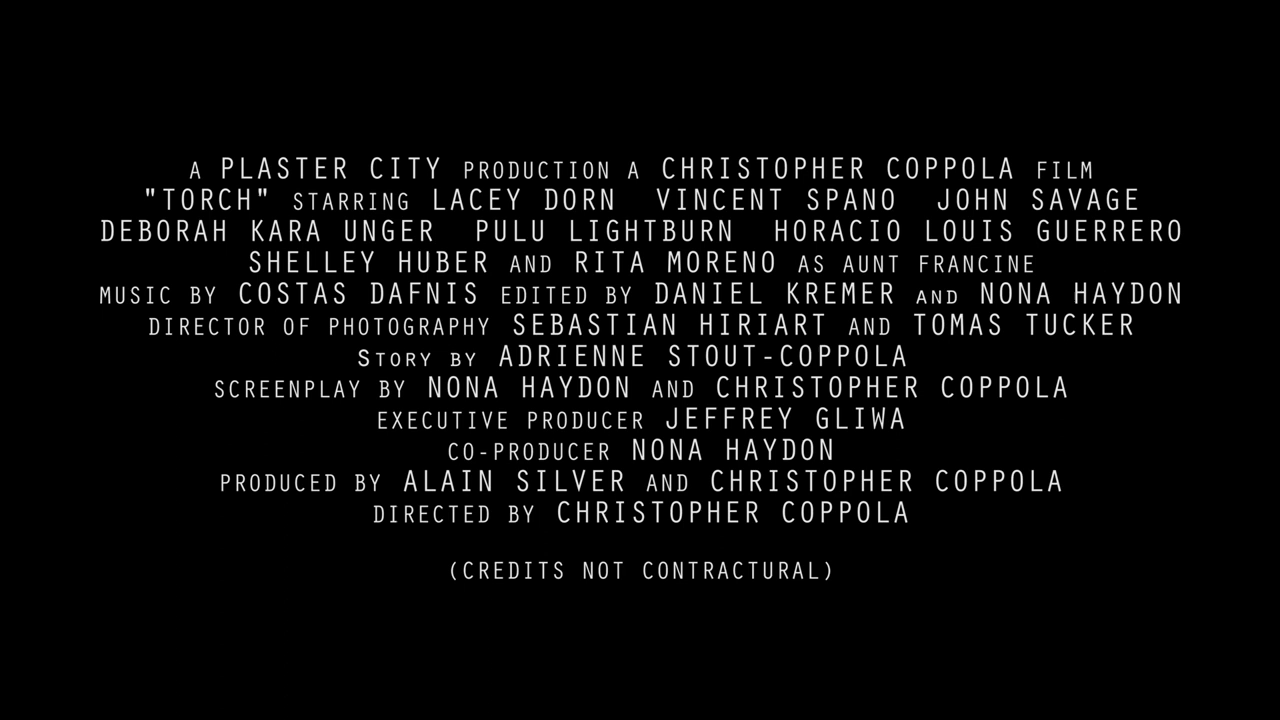 A PLASTER CITY PRODUCTION A CHRISTOPHER COPPOLA FILM
"TORCH" STARRING LACEY DORN VINCENT SPANO JOHN SAVAGE
DEBORAH KARA UNGER PULU LIGHTBURN HORACIO LOUIS GUERRERO
SHELLEY HUBER AND RITA MORENO AS AUNT FRANCINE
MUSIC BY COSTAS DAFNIS EDITED BY DANIEL KREMER AND NONA HAYDON
DIRECTOR OF PHOTOGRAPHY SEBASTIAN HIRIART AND TOMAS TUCKER
STORY BY ADRIENNE STOUT-COPPOLA
SCREENPLAY BY NONA HAYDON AND CHRISTOPHER COPPOLA
EXECUTIVE PRODUCER JEFFREY GLIWA
CO-PRODUCER NONA HAYDON
PRODUCED BY ALAIN SILVER AND CHRISTOPHER COPPOLA
DIRECTED BY CHRISTOPHER COPPOLA
(CREDITS NOT CONTRACTURAL)